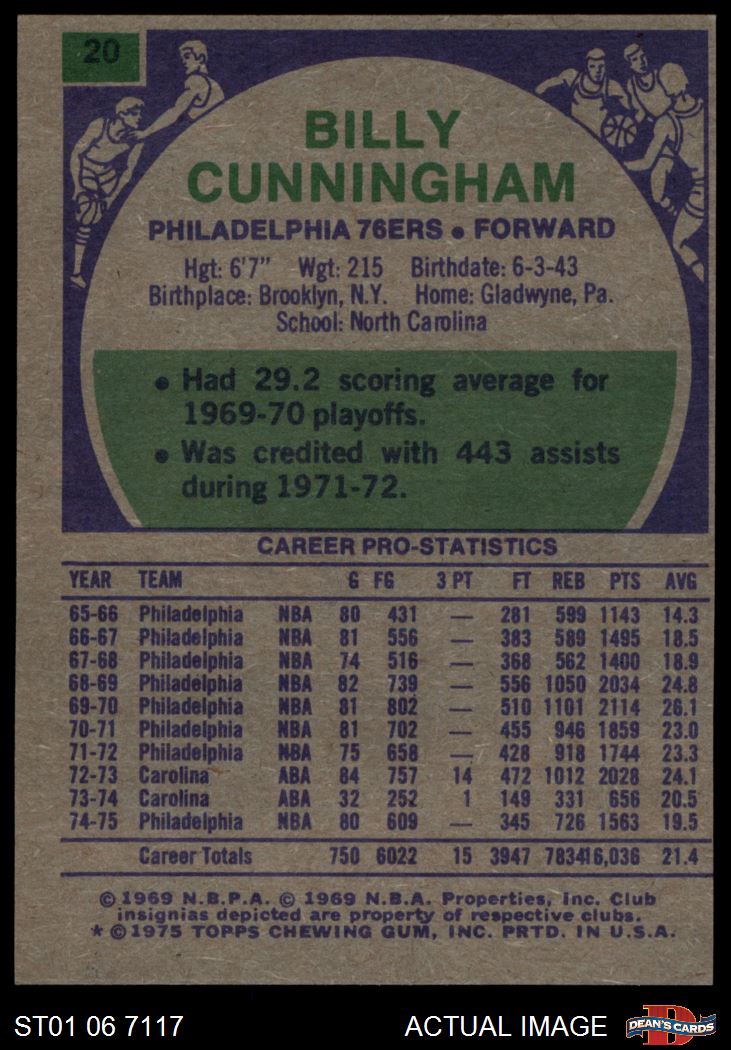 20
BILLY
CUNNINGHAM
PHILADELPHIA 76ERS • FORWARD
Hgt: 6'7" Wgt: 215 Birthdate: 6-3-43
Birthplace: Brooklyn, N.Y. Home: Gladwyne, Pa.
School: North Carolina
• Had 29.2 scoring average for
1969-70 playoffs.
• Was credited with 443 assists
during 1971-72.
CAREER PRO-STATISTICS
YEAR TEAM G FG 3 PT FT REB PTS AVG
65-66 Philadelphia NBA 80 431 — 281 599 1143 14.3
66-67 Philadelphia NBA 81 556 — 383 589 1495 18.5
67-68 Philadelphia NBA 74 516 — 368 562 1400 18.9
68-69 Philadelphia NBA 82 739 — 556 1050 2034 24.8
69-70 Philadelphia NBA 81 802 — 510 1101 2114 26.1
70-71 Philadelphia NBA 81 702 — 455 946 1859 23.0
71-72 Philadelphia NBA 75 658 — 428 918 1744 23.3
72-73 Carolina ABA 84 757 14 472 1012 2028 24.1
73-74 Carolina ABA 32 252 1 149 331 656 20.5
74-75 Philadelphia NBA 80 609 — 345 726 1563 19.5
Career Totals 750 6022 15 3947 7834 16,036 21.4
© 1969 N.B.P.A. © 1969 N.B.A. Properties, Inc. Club
insignias depicted are property of respective clubs.
* © 1975 TOPPS CHEWING GUM, INC. PRTD. IN U.S.A.
ST01 06 7117 ACTUAL IMAGE D DEAN'S CARDS